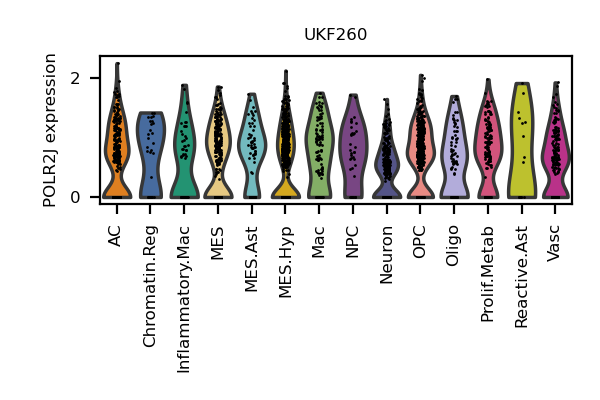 UKF260
POLR2J expression
2
0
AC
Chromatin.Reg
Inflammatory.Mac
MES
MES.Ast
MES.Hyp
Mac
NPC
Neuron
OPC
Oligo
Prolif.Metab
Reactive.Ast
Vasc